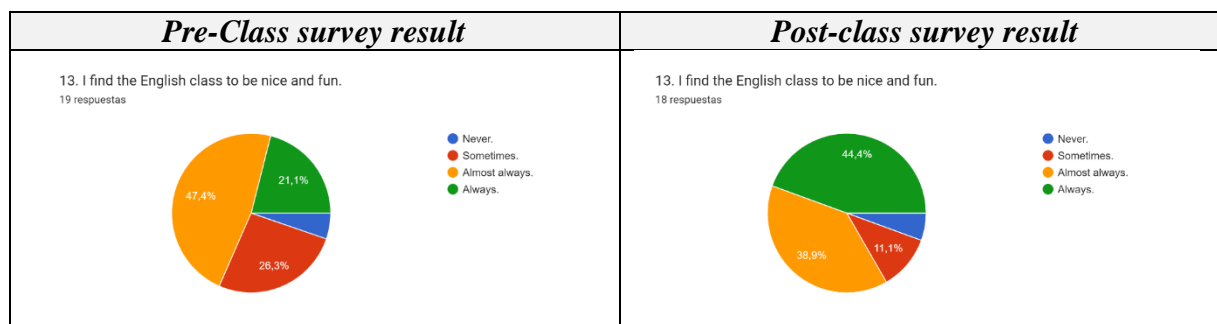 Pre-Class survey result
Post-class survey result
13. I find the English class to be nice and fun.
19 respuestas
Never.
Sometimes.
Almost always.
Always.
47,4%
21,1%
26,3%
13. I find the English class to be nice and fun.
18 respuestas
Never.
Sometimes.
Almost always.
Always.
44,4%
38,9%
11,1%